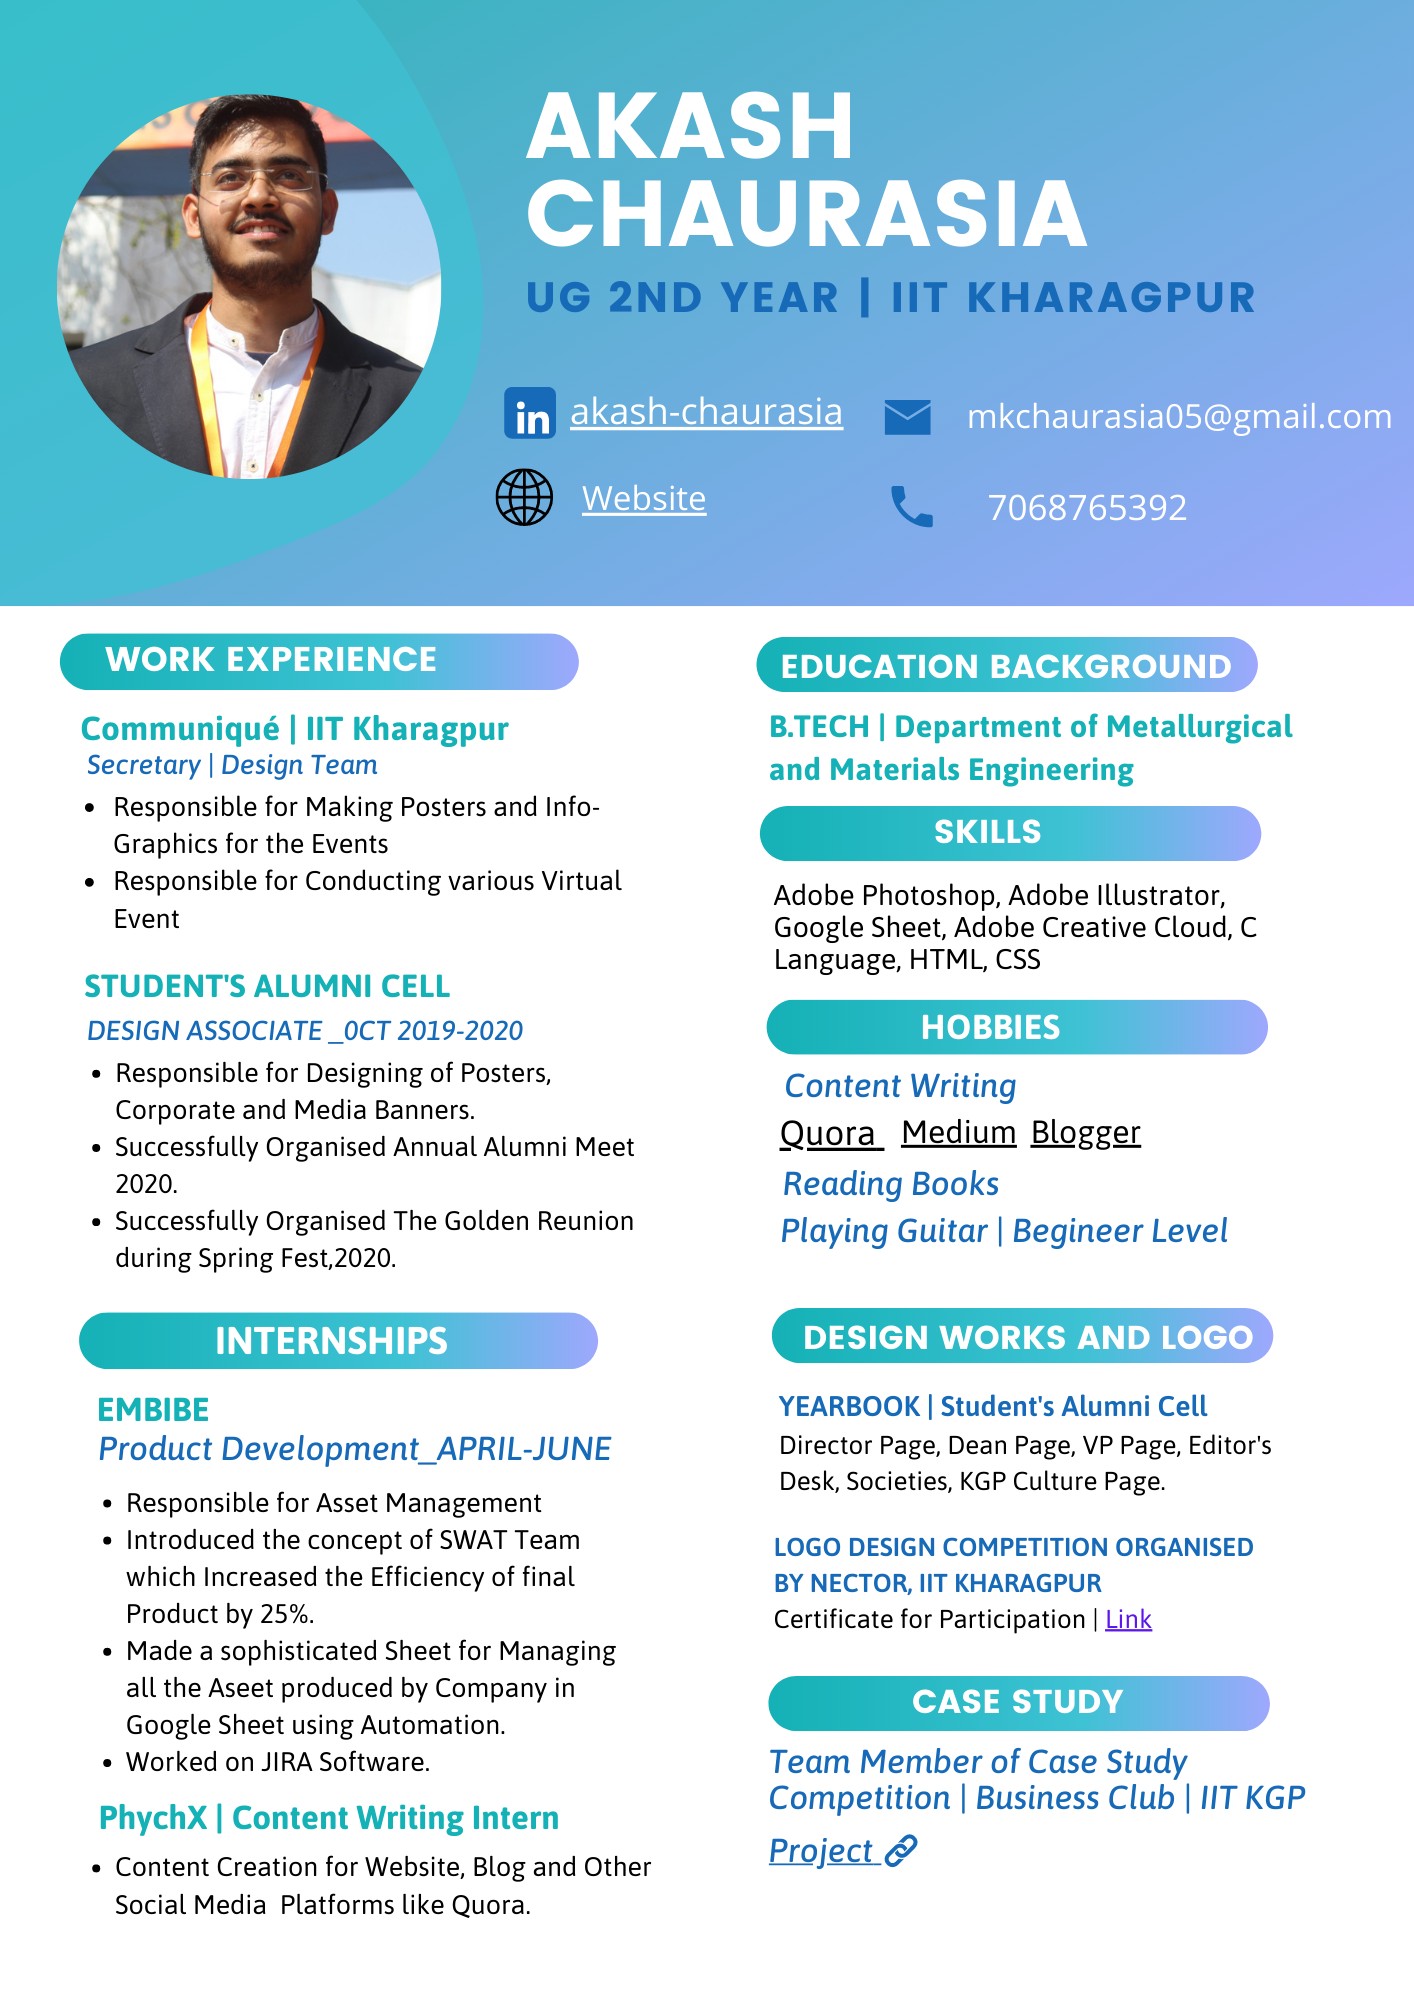 AKASH
CHAURASIA
UG 2ND YEAR | IIT KHARAGPUR
in akash-chaurasia
mkchaurasia05@gmail.com
Website
7068765392
WORK EXPERIENCE
Communiqué | IIT Kharagpur
Secretary | Design Team
• Responsible for Making Posters and Info-
Graphics for the Events
• Responsible for Conducting various Virtual
Event
STUDENT'S ALUMNI CELL
DESIGN ASSOCIATE _0CT 2019-2020
• Responsible for Designing of Posters,
Corporate and Media Banners.
• Successfully Organised Annual Alumni Meet
2020.
• Successfully Organised The Golden Reunion
during Spring Fest,2020.
INTERNSHIPS
EMBIBE
Product Development_APRIL-JUNE
• Responsible for Asset Management
• Introduced the concept of SWAT Team
which Increased the Efficiency of final
Product by 25%.
• Made a sophisticated Sheet for Managing
all the Aseet produced by Company in
Google Sheet using Automation.
• Worked on JIRA Software.
PhychX | Content Writing Intern
• Content Creation for Website, Blog and Other
Social Media Platforms like Quora.
EDUCATION BACKGROUND
B.TECH | Department of Metallurgical
and Materials Engineering
SKILLS
Adobe Photoshop, Adobe Illustrator,
Google Sheet, Adobe Creative Cloud, C
Language, HTML, CSS
HOBBIES
Content Writing
Quora Medium Blogger
Reading Books
Playing Guitar | Begineer Level
DESIGN WORKS AND LOGO
YEARBOOK | Student's Alumni Cell
Director Page, Dean Page, VP Page, Editor's
Desk, Societies, KGP Culture Page.
LOGO DESIGN COMPETITION ORGANISED
BY NECTOR, IIT KHARAGPUR
Certificate for Participation | Link
CASE STUDY
Team Member of Case Study
Competition | Business Club | IIT KGP
Project